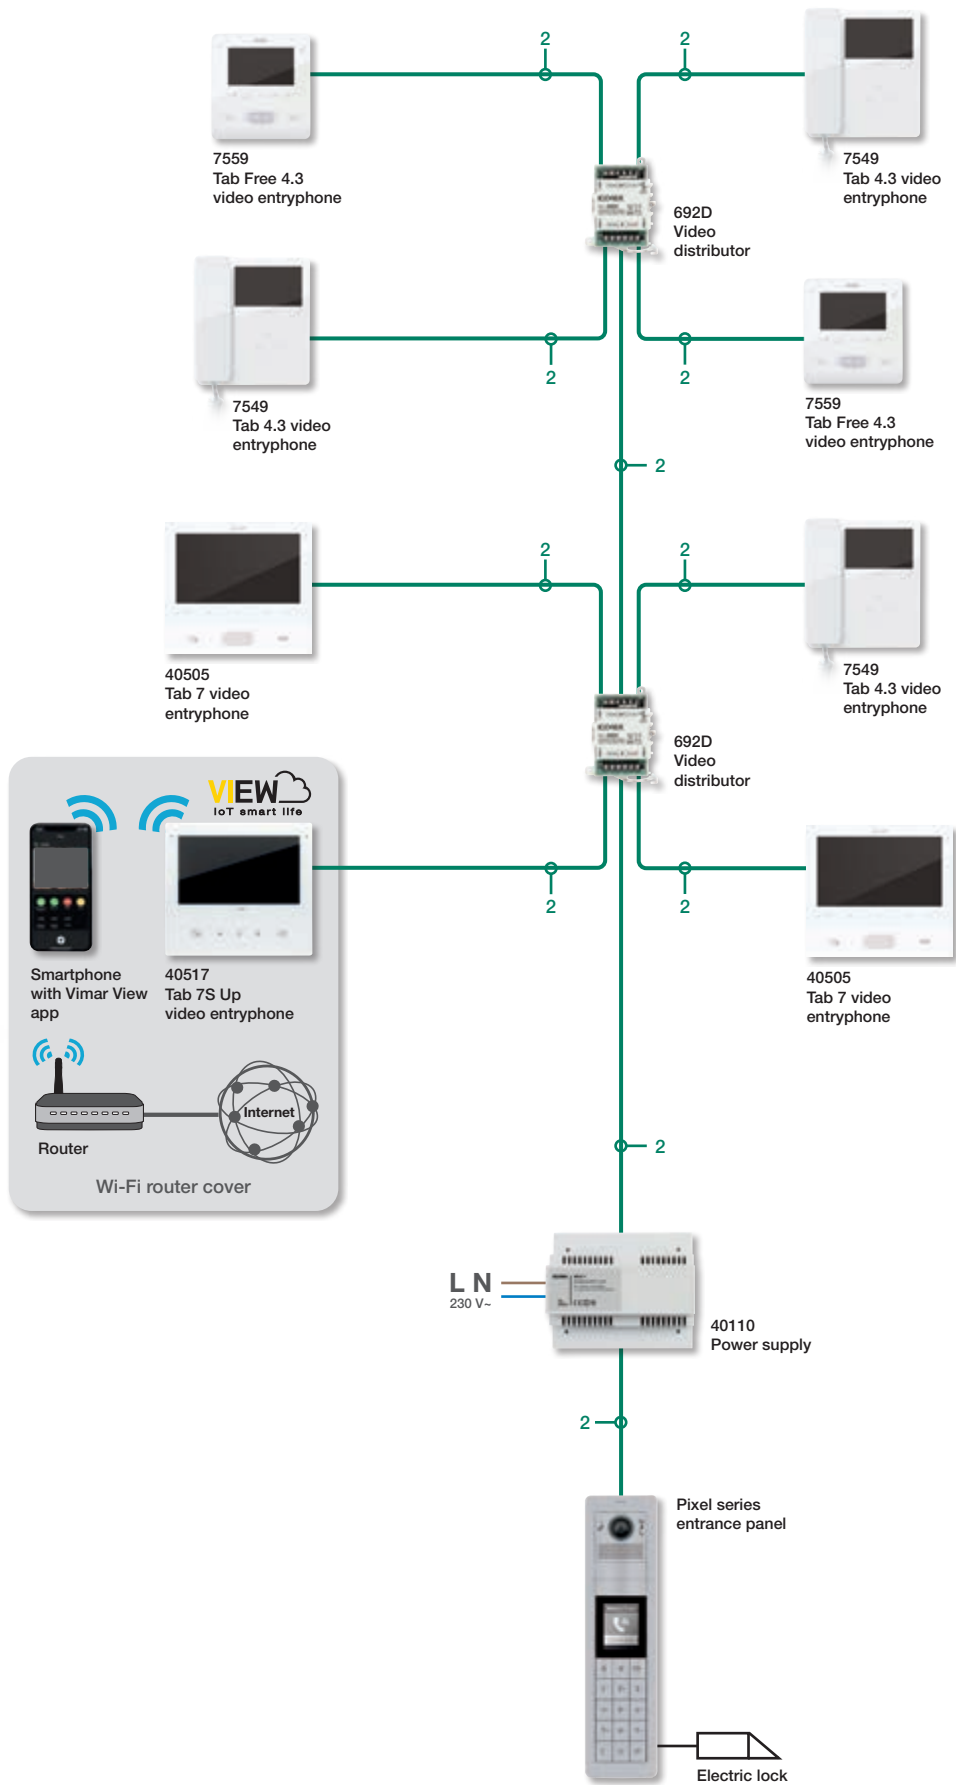 2
2
7559
Tab Free 4.3
video entryphone
7549
Tab 4.3 video
entryphone
692D
Video
distributor
2
2
7549
Tab 4.3 video
entryphone
7559
Tab Free 4.3
video entryphone
2
2
2
40505
Tab 7 video
entryphone
7549
Tab 4.3 video
entryphone
692D
Video
distributor
VIEW
IoT smart life
2
2
Smartphone
with Vimar View
app
40517
Tab 7S Up
video entryphone
40505
Tab 7 video
entryphone
Internet
Router
Wi-Fi router cover
2
L N
230 V~
40110
Power supply
2
Pixel series
entrance panel
Electric lock